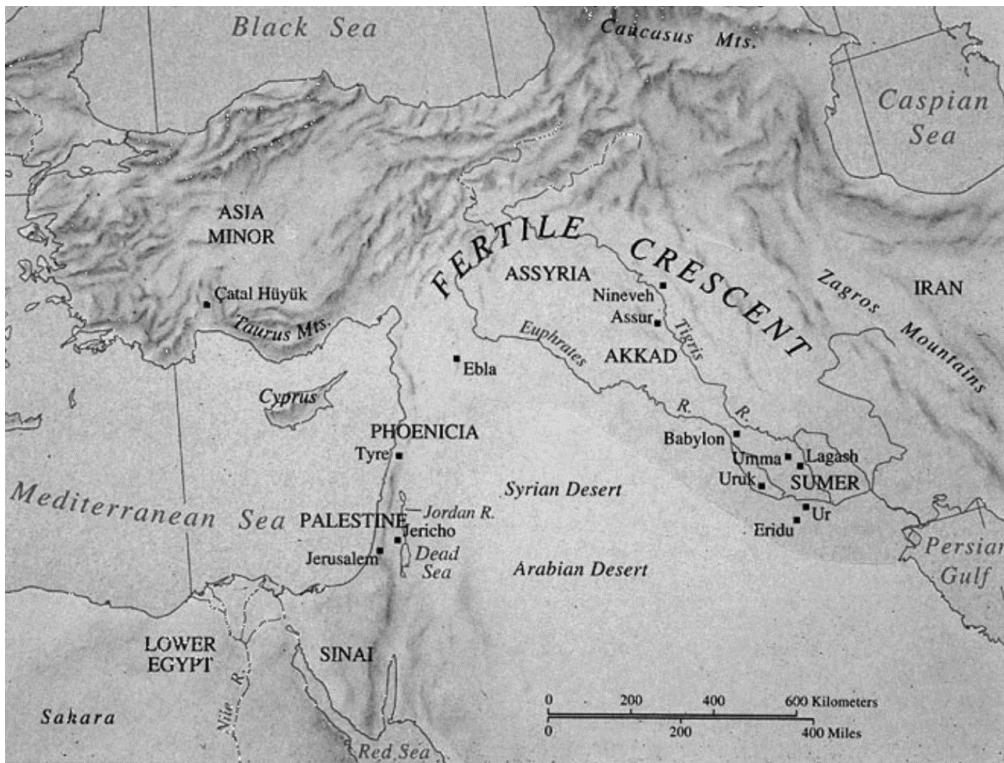 Black Sea
Caucasus Mts.
Caspian
Sea
ASIA
MINOR
FERTILE CRESCENT
ASSYRIA
Zagros Mountains
IRAN
Çatal Hüyük
Nineveh
Assur
Taurus Mts.
Euphrates R.
Tigris R.
AKKAD
Ebla
Cyprus
PHOENICIA
Babylon
Tyre
Umma
Lagash
Uruk
SUMER
Mediterranean Sea
Syrian Desert
Jordan R.
PALESTINE
Ur
Jericho
Eridu
Jerusalem
Dead
Sea
Persian
Gulf
Arabian Desert
LOWER
EGYPT
SINAI
Nile R.
Sahara
Red Sea
0 200 400 600 Kilometers
0 200 400 Miles